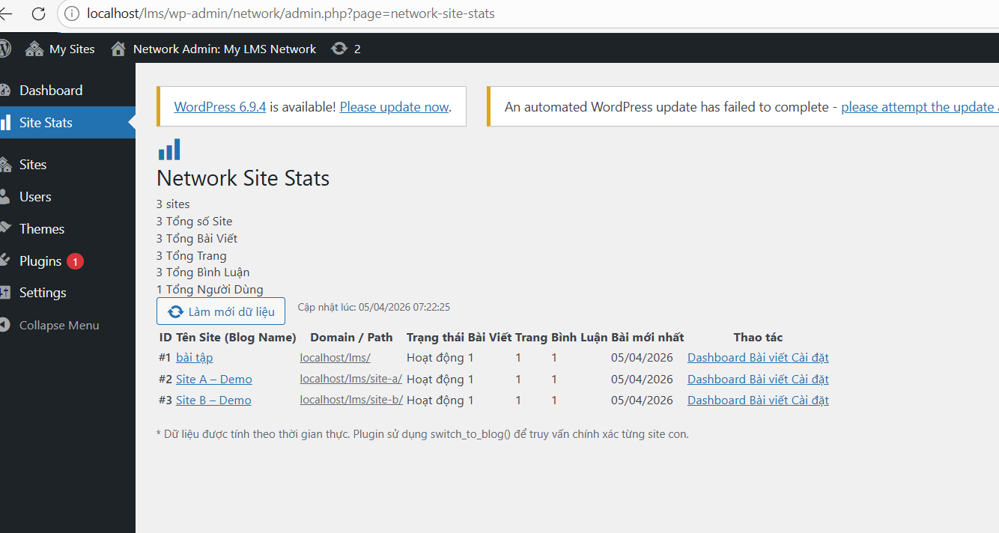 localhost/lms/wp-admin/network/admin.php?page=network-site-stats
My Sites Network Admin: My LMS Network 2
Dashboard
Site Stats
Sites
Users
Themes
Plugins 1
Settings
Collapse Menu
WordPress 6.9.4 is available! Please update now.
An automated WordPress update has failed to complete - please attempt the update
Network Site Stats
3 sites
3 Tổng số Site
3 Tổng Bài Viết
3 Tổng Trang
3 Tổng Bình Luận
1 Tổng Người Dùng
Làm mới dữ liệu Cập nhật lúc: 05/04/2026 07:22:25
ID Tên Site (Blog Name) Domain / Path Trạng thái Bài Viết Trang Bình Luận Bài mới nhất Thao tác
#1 bài tập localhost/lms/ Hoạt động 1 1 1 05/04/2026 Dashboard Bài viết Cài đặt
#2 Site A – Demo localhost/lms/site-a/ Hoạt động 1 1 1 05/04/2026 Dashboard Bài viết Cài đặt
#3 Site B – Demo localhost/lms/site-b/ Hoạt động 1 1 1 05/04/2026 Dashboard Bài viết Cài đặt
* Dữ liệu được tính theo thời gian thực. Plugin sử dụng switch_to_blog() để truy vấn chính xác từng site con.